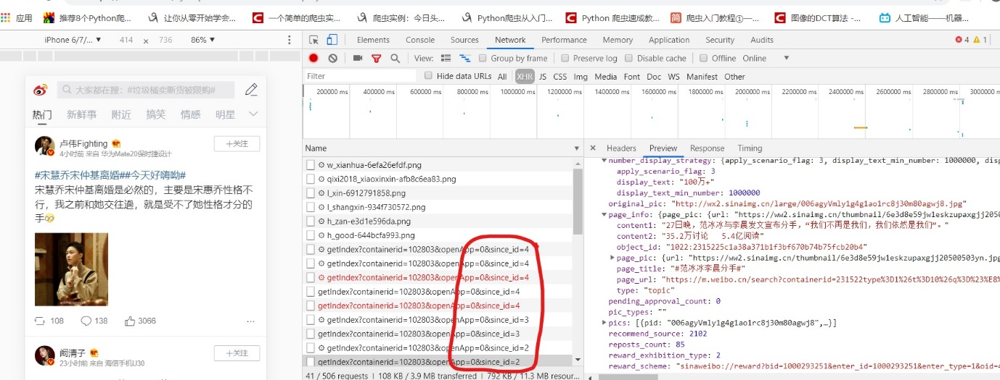 应用 推荐8个Python爬... 让你从零开始学会... 一个简单的爬虫实... 爬虫实例：今日头... Python爬虫从入门... Python 爬虫速成教... 简 爬虫入门教程①—... 图像的DCT算法 -... 人工智能——机器...
iPhone 6/7/... ▼ 414 x 736 86% ▼
Elements Console Sources Network Performance Memory Application Security Audits 4 1
View: Group by frame Preserve log Disable cache Offline Online ▼
Filter Hide data URLs All XHR JS CSS Img Media Font Doc WS Manifest Other
200000 ms 400000 ms 600000 ms 800000 ms 1000000 ms 1200000 ms 1400000 ms 1600000 ms 1800000 ms 2000000 ms 2200000 ms 2400000 ms 2600000 ms 2800000 ms 3000000
大家都在搜：#垃圾桶卖断货被限购#
热门 新鲜事 附近 搞笑 情感 明星
卢伟Fighting
+关注
4小时前 来自 华为Mate20保时捷设计
#宋慧乔宋仲基离婚##今天好嗨呦#
宋慧乔宋仲基离婚是必然的，主要是宋惠乔性格不
行，我之前和她交往過，就是受不了她性格才分的
手
108 138 3066 ...
阚清子
+关注
23小时前 来自 海信手机U30
Name
w_xianhua-6efa26efdf.png
qixi2018_xiaoxinxin-afb8c6ea83.png
l_xin-6912791858.png
l_shangxin-934f730572.png
h_zan-e3d1e596da.png
h_good-644bcfa993.png
getIndex?containerid=102803&openApp=0&since_id=4
getIndex?containerid=102803&openApp=0&since_id=4
getIndex?containerid=102803&openApp=0&since_id=4
getIndex?containerid=102803&openApp=0&since_id=4
getIndex?containerid=102803&openApp=0&since_id=4
getIndex?containerid=102803&openApp=0&since_id=3
getIndex?containerid=102803&openApp=0&since_id=3
getIndex?containerid=102803&openApp=0&since_id=2
getIndex?containerid=102803&openApp=0&since_id=2
41 / 506 requests | 108 KB / 3.9 MB transferred | 792 KB / 11.3 MB resour...
× Headers Preview Response Timing
▼number_display_strategy: {apply_scenario_flag: 3, display_text_min_number: 1000000, disp
apply_scenario_flag: 3
display_text: "100万+"
display_text_min_number: 1000000
original_pic: "http://wx2.sinaimg.cn/large/006agyVmly1g4g1ao1rc8j30m80agwj8.jpg"
▼page_info: {page_pic: {url: "https://ww2.sinaimg.cn/thumbnail/6e3d8e59jw1eskzupaxgjj2050
content1: "27日晚，范冰冰与李晨发文宣布分手，“我们不再是我们，我们依然是我们”。"
content2: "35.2万讨论 5.4亿阅读"
object_id: "1022:2315225c1a38a371b1f3bf670b74b75fcb20b4"
▶page_pic: {url: "https://ww2.sinaimg.cn/thumbnail/6e3d8e59jw1eskzupaxgjj20500503yn.jpg
page_title: "#范冰冰李晨分手#"
page_url: "https://m.weibo.cn/search?containerid=231522type%3D1%26t%3D10%26q%3D%23%E8%
type: "topic"
pending_approval_count: 0
pic_types: ""
▶pics: [{pid: "006agyVmly1g4g1ao1rc8j30m80agwj8",…}]
recommend_source: 2102
reposts_count: 85
reward_exhibition_type: 2
reward_scheme: "sinaweibo://reward?bid=1000293251&enter_id=1000293251&enter_type=1&oid=4